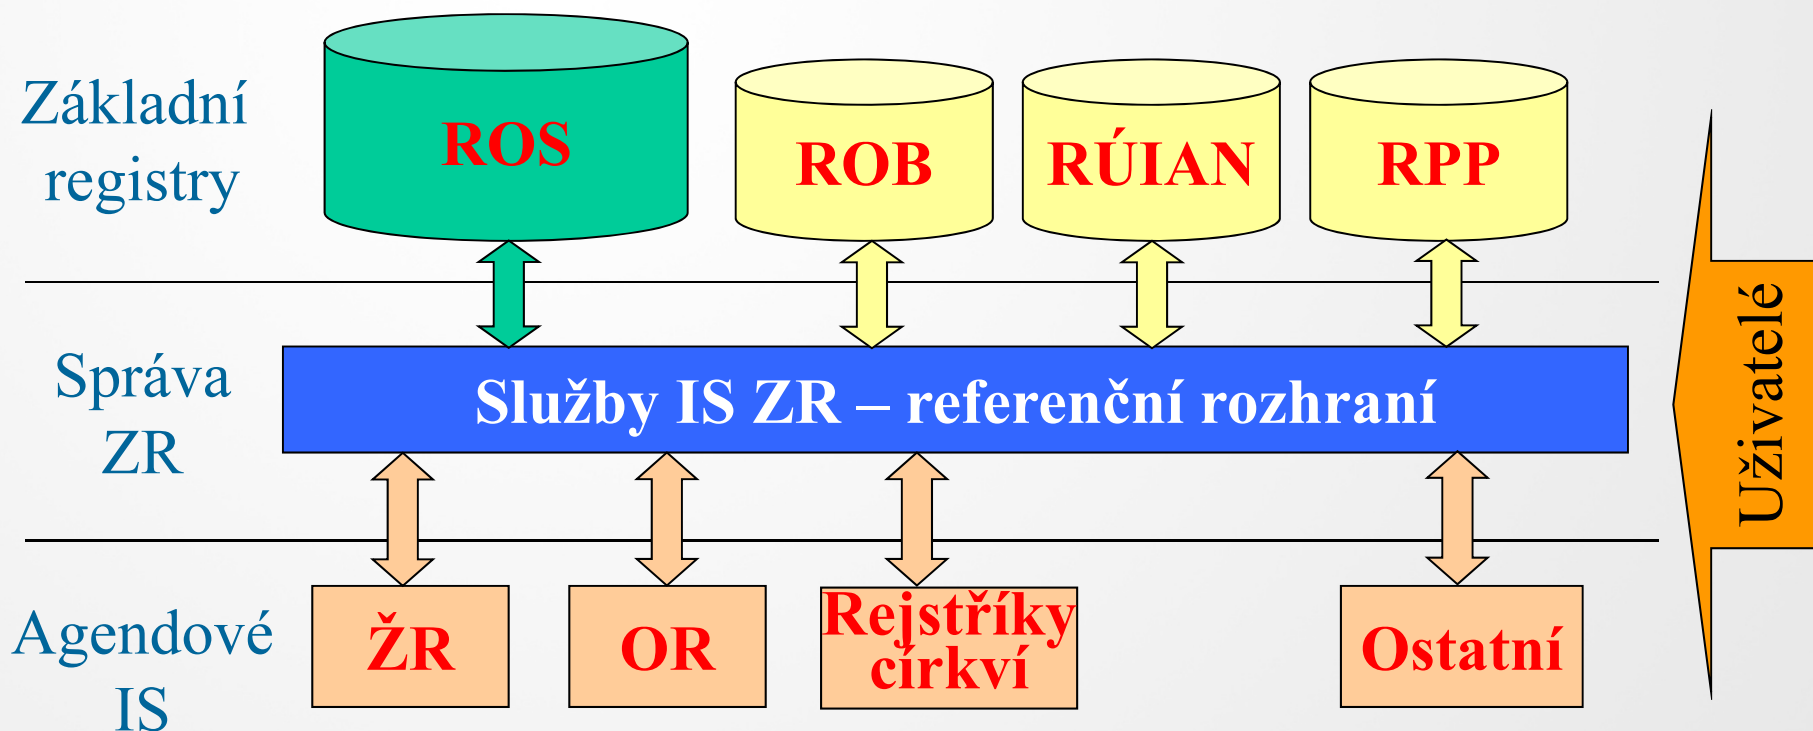 Základní
registry
ROS
ROB
RÚIAN
RPP
Správa
ZR
Služby IS ZR – referenční rozhraní
Uživatelé
Agendové
IS
ŽR
OR
Rejstříky
církví
Ostatní